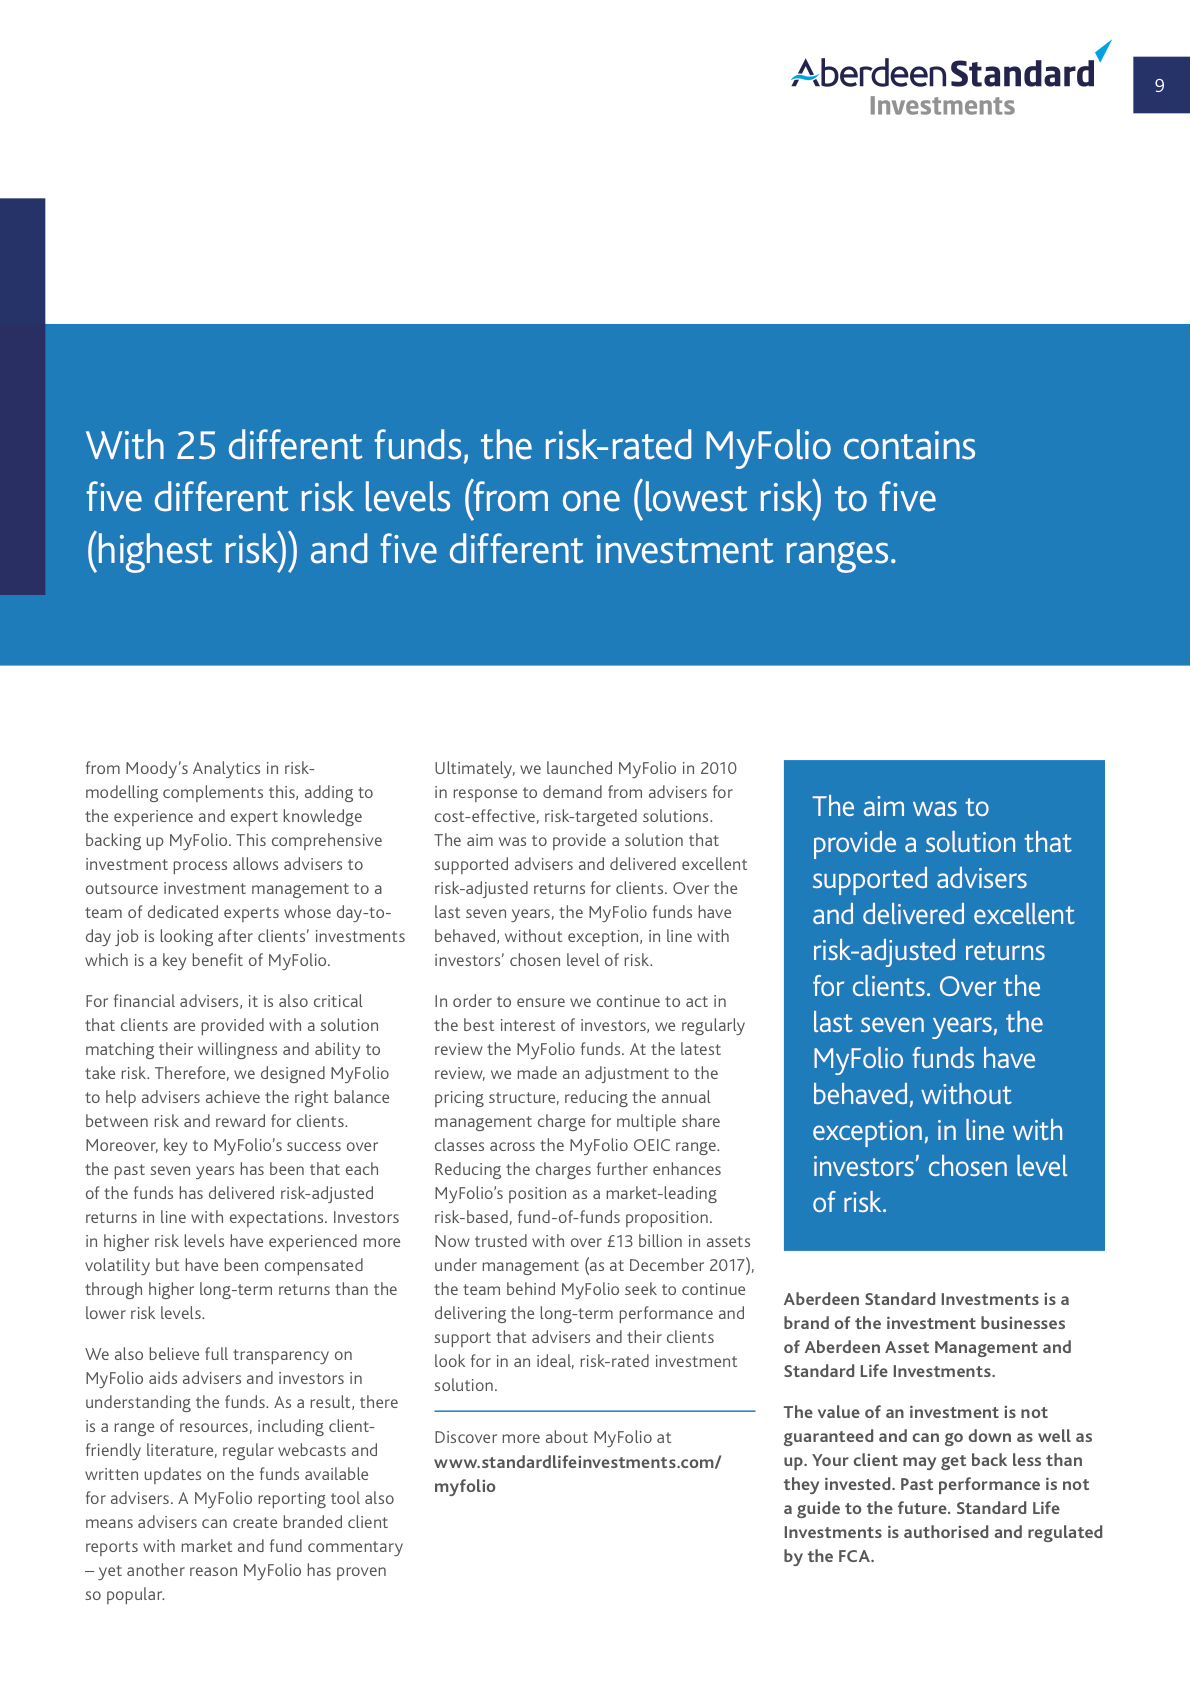 AberdeenStandard
Investments
9
With 25 different funds, the risk-rated MyFolio contains
five different risk levels (from one (lowest risk) to five
(highest risk)) and five different investment ranges.
from Moody's Analytics in risk-
modelling complements this, adding to
the experience and expert knowledge
backing up MyFolio. This comprehensive
investment process allows advisers to
outsource investment management to a
team of dedicated experts whose day-to-
day job is looking after clients' investments
which is a key benefit of MyFolio.
For financial advisers, it is also critical
that clients are provided with a solution
matching their willingness and ability to
take risk. Therefore, we designed MyFolio
to help advisers achieve the right balance
between risk and reward for clients.
Moreover, key to MyFolio's success over
the past seven years has been that each
of the funds has delivered risk-adjusted
returns in line with expectations. Investors
in higher risk levels have experienced more
volatility but have been compensated
through higher long-term returns than the
lower risk levels.
We also believe full transparency on
MyFolio aids advisers and investors in
understanding the funds. As a result, there
is a range of resources, including client-
friendly literature, regular webcasts and
written updates on the funds available
for advisers. A MyFolio reporting tool also
means advisers can create branded client
reports with market and fund commentary
– yet another reason MyFolio has proven
so popular.
Ultimately, we launched MyFolio in 2010
in response to demand from advisers for
cost-effective, risk-targeted solutions.
The aim was to provide a solution that
supported advisers and delivered excellent
risk-adjusted returns for clients. Over the
last seven years, the MyFolio funds have
behaved, without exception, in line with
investors' chosen level of risk.
In order to ensure we continue to act in
the best interest of investors, we regularly
review the MyFolio funds. At the latest
review, we made an adjustment to the
pricing structure, reducing the annual
management charge for multiple share
classes across the MyFolio OEIC range.
Reducing the charges further enhances
MyFolio's position as a market-leading
risk-based, fund-of-funds proposition.
Now trusted with over £13 billion in assets
under management (as at December 2017),
the team behind MyFolio seek to continue
delivering the long-term performance and
support that advisers and their clients
look for in an ideal, risk-rated investment
solution.
Discover more about MyFolio at
www.standardlifeinvestments.com/
myfolio
The aim was to
provide a solution that
supported advisers
and delivered excellent
risk-adjusted returns
for clients. Over the
last seven years, the
MyFolio funds have
behaved, without
exception, in line with
investors' chosen level
of risk.
Aberdeen Standard Investments is a
brand of the investment businesses
of Aberdeen Asset Management and
Standard Life Investments.
The value of an investment is not
guaranteed and can go down as well as
up. Your client may get back less than
they invested. Past performance is not
a guide to the future. Standard Life
Investments is authorised and regulated
by the FCA.